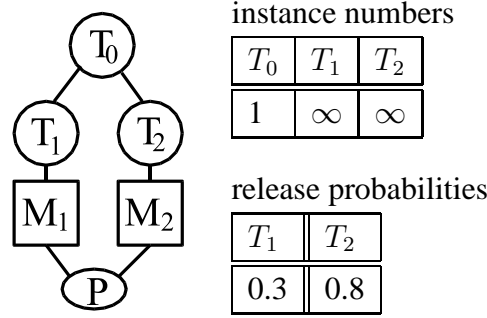 T0
T1 T2
M1 M2
P
instance numbers
T0 T1 T2
1 ∞ ∞
release probabilities
T1 T2
0.3 0.8